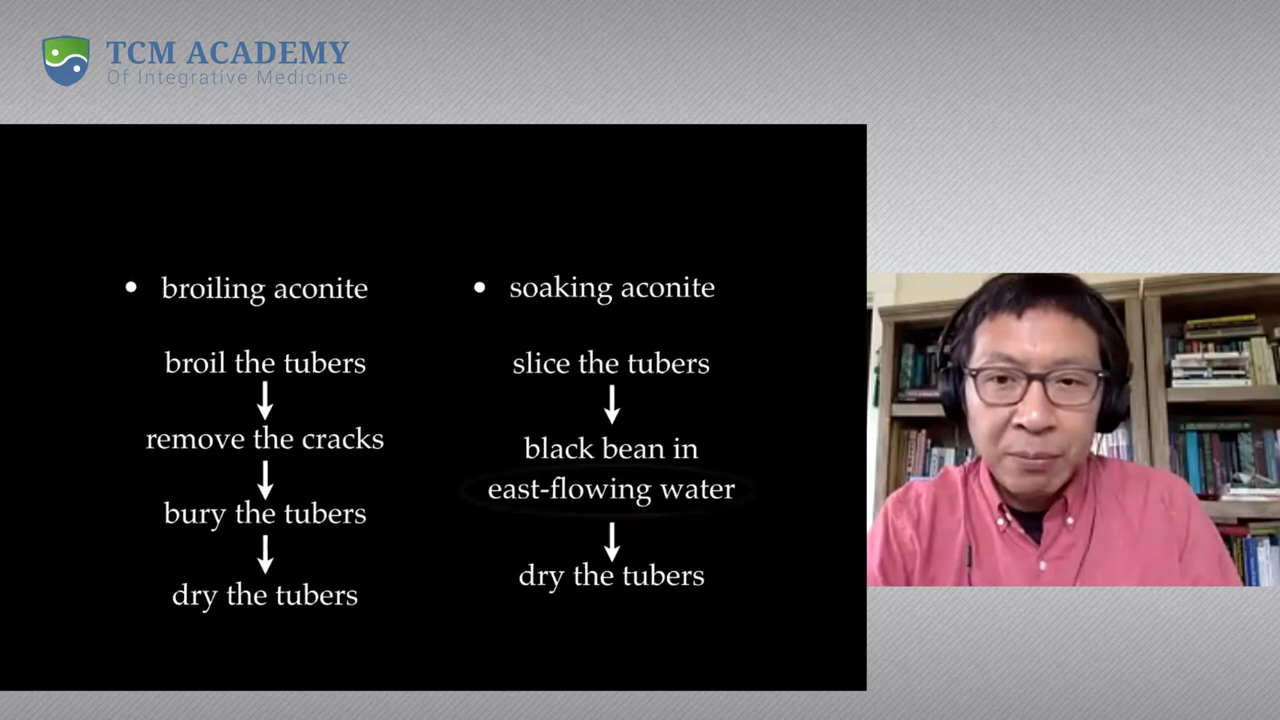 TCM ACADEMY
Of Integrative Medicine
• broiling aconite
broil the tubers
remove the cracks
bury the tubers
dry the tubers
• soaking aconite
slice the tubers
black bean in
east-flowing water
dry the tubers